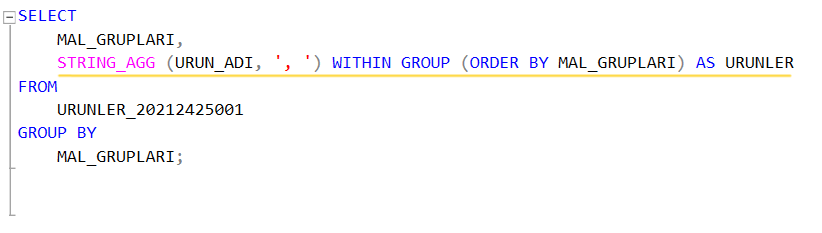 SELECT
MAL_GRUPLARI,
STRING_AGG (URUN_ADI, ', ') WITHIN GROUP (ORDER BY MAL_GRUPLARI) AS URUNLER
FROM
URUNLER_20212425001
GROUP BY
MAL_GRUPLARI;